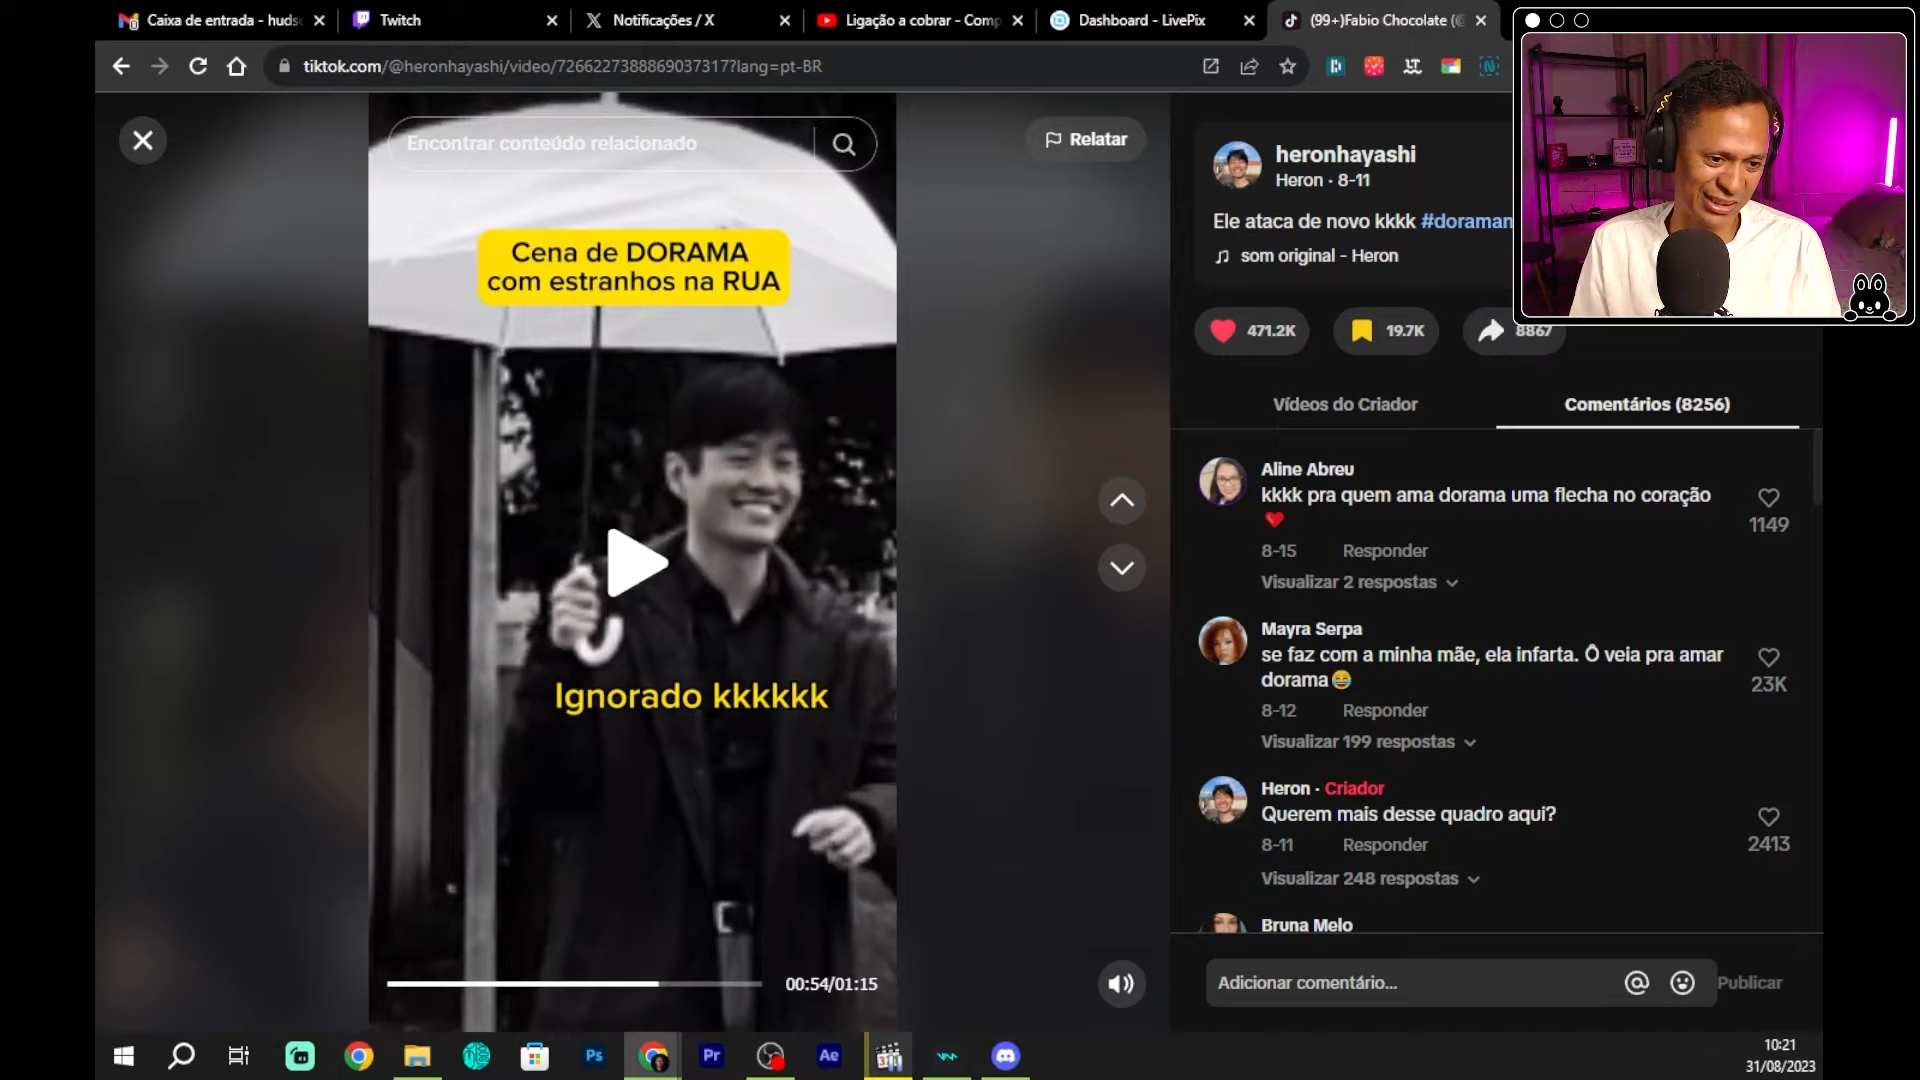 Caixa de entrada - huds
Twitch
Notificações / X
Ligação a cobrar - Comp
Dashboard - LivePix
(99+)Fabio Chocolate (@
tiktok.com/@heronhayashi/video/7266227388869037317?lang=pt-BR
Encontrar conteúdo relacionado
Relatar
Cena de DORAMA
com estranhos na RUA
Ignorado kkkkkk
00:54/01:15
heronhayashi
Heron · 8-11
Ele ataca de novo kkkk #doraman
som original - Heron
471.2K
19.7K
8867
Vídeos do Criador
Comentários (8256)
Aline Abreu
kkkk pra quem ama dorama uma flecha no coração
❤️
1149
8-15 Responder
Visualizar 2 respostas
Mayra Serpa
se faz com a minha mãe, ela infarta. Ô veia pra amar
dorama😂
23K
8-12 Responder
Visualizar 199 respostas
Heron · Criador
Querem mais desse quadro aqui?
2413
8-11 Responder
Visualizar 248 respostas
Bruna Melo
Adicionar comentário...
Publicar
Ps
Pr
Ae
10:21
31/08/2023